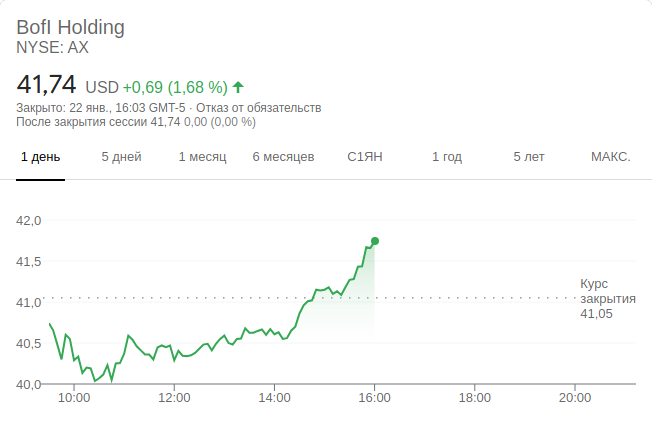 BofI Holding
NYSE: AX
41,74 USD +0,69 (1,68 %)
Закрыто: 22 янв., 16:03 GMT-5 · Отказ от обязательств
После закрытия сессии 41,74 0,00 (0,00 %)
1 день 5 дней 1 месяц 6 месяцев С1ЯН 1 год 5 лет МАКС.
42,0
41,5
Курс
41,0 закрытия
41,05
40,5
40,0
10:00 12:00 14:00 16:00 18:00 20:00